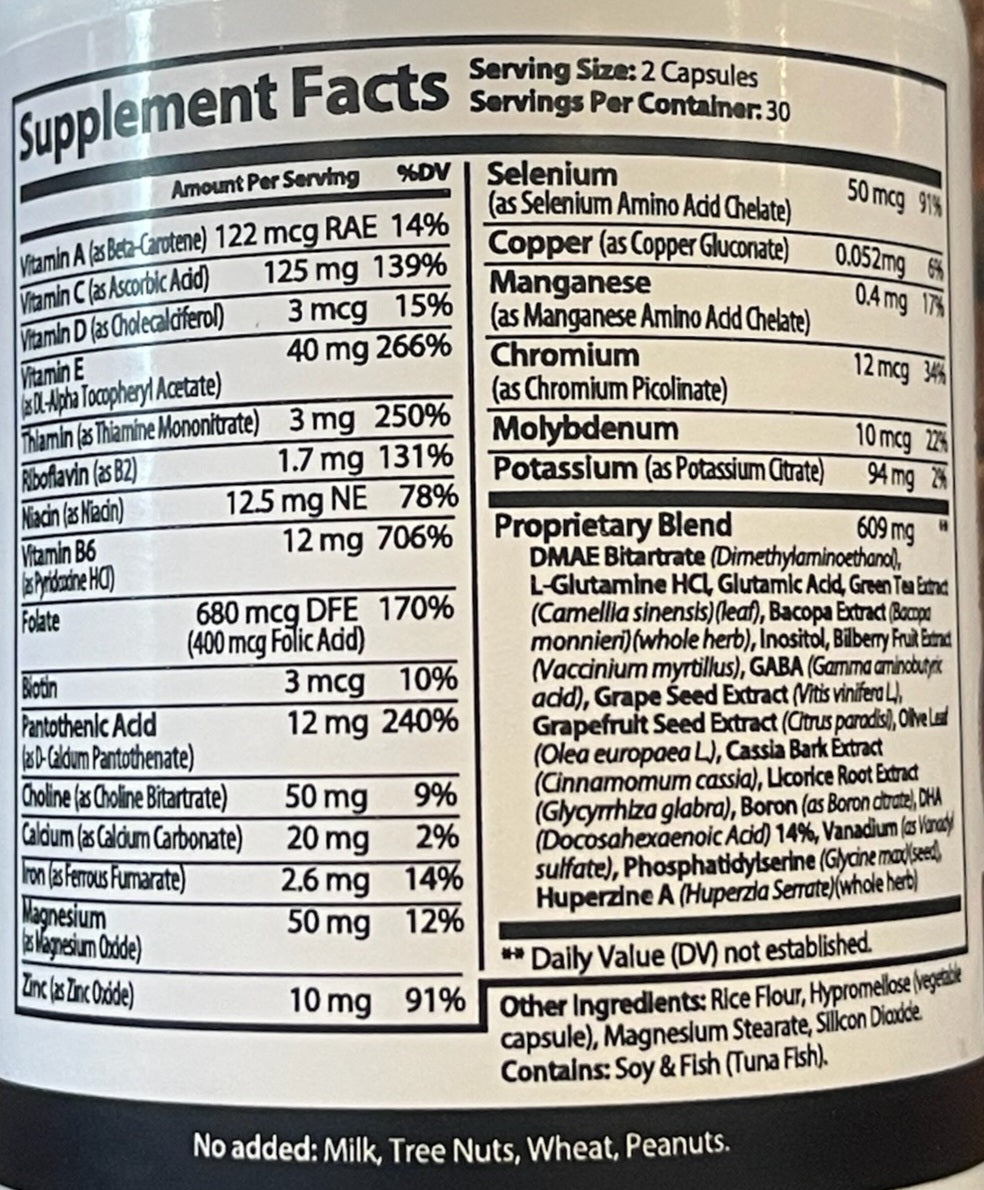 Supplement Facts
Serving Size: 2 Capsules
Servings Per Container: 30
Amount Per Serving %DV
Vitamin A (as Beta-Carotene) 122 mcg RAE 14%
Vitamin C (as Ascorbic Acid) 125 mg 139%
Vitamin D (as Cholecalciferol) 3 mcg 15%
Vitamin E 40 mg 266%
(as DL-Alpha Tocopheryl Acetate)
Thiamin (as Thiamine Mononitrate) 3 mg 250%
Riboflavin (as B2) 1.7 mg 131%
Niacin (as Niacin) 12.5 mg NE 78%
Vitamin B6 12 mg 706%
(as Pyridoxine HCl)
Folate 680 mcg DFE 170%
(400 mcg Folic Acid)
Biotin 3 mcg 10%
Pantothenic Acid 12 mg 240%
(as D-Calcium Pantothenate)
Choline (as Choline Bitartrate) 50 mg 9%
Calcium (as Calcium Carbonate) 20 mg 2%
Iron (as Ferrous Fumarate) 2.6 mg 14%
Magnesium 50 mg 12%
(as Magnesium Oxide)
Zinc (as Zinc Oxide) 10 mg 91%
Selenium 50 mcg 91%
(as Selenium Amino Acid Chelate)
Copper (as Copper Gluconate) 0.052mg 6%
Manganese 0.4 mg 17%
(as Manganese Amino Acid Chelate)
Chromium 12 mcg 34%
(as Chromium Picolinate)
Molybdenum 10 mcg 22%
Potassium (as Potassium Citrate) 94 mg 2%
Proprietary Blend 609 mg **
DMAE Bitartrate (Dimethylaminoethanol),
L-Glutamine HCL, Glutamic Acid, Green Tea Extract
(Camellia sinensis)(leaf), Bacopa Extract (Bacopa
monnieri)(whole herb), Inositol, Bilberry Fruit Extract
(Vaccinium myrtillus), GABA (Gamma aminobutyric
acid), Grape Seed Extract (Vitis vinifera L.),
Grapefruit Seed Extract (Citrus paradisi), Olive Leaf
(Olea europaea L.), Cassia Bark Extract
(Cinnamomum cassia), Licorice Root Extract
(Glycyrrhiza glabra), Boron (as Boron citrate), DHA
(Docosahexaenoic Acid) 14%, Vanadium (as Vanadyl
sulfate), Phosphatidylserine (Glycine max)(seed),
Huperzine A (Huperzia Serrate)(whole herb)
** Daily Value (DV) not established.
Other Ingredients: Rice Flour, Hypromellose (vegetable
capsule), Magnesium Stearate, Silicon Dioxide.
Contains: Soy & Fish (Tuna Fish).
No added: Milk, Tree Nuts, Wheat, Peanuts.